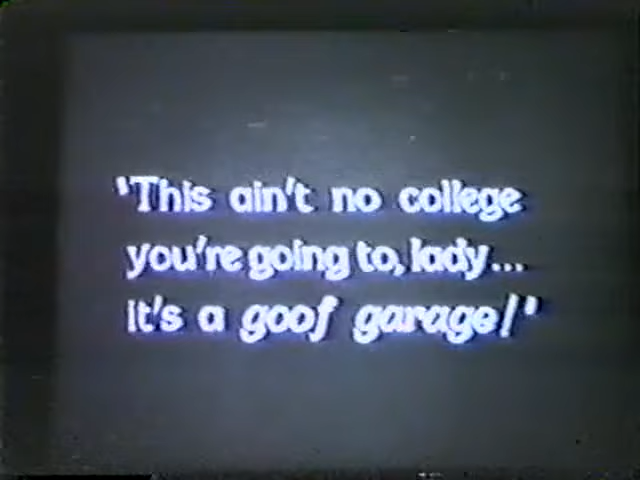 'This ain't no college
you're going to, lady...
it's a goof garage!'